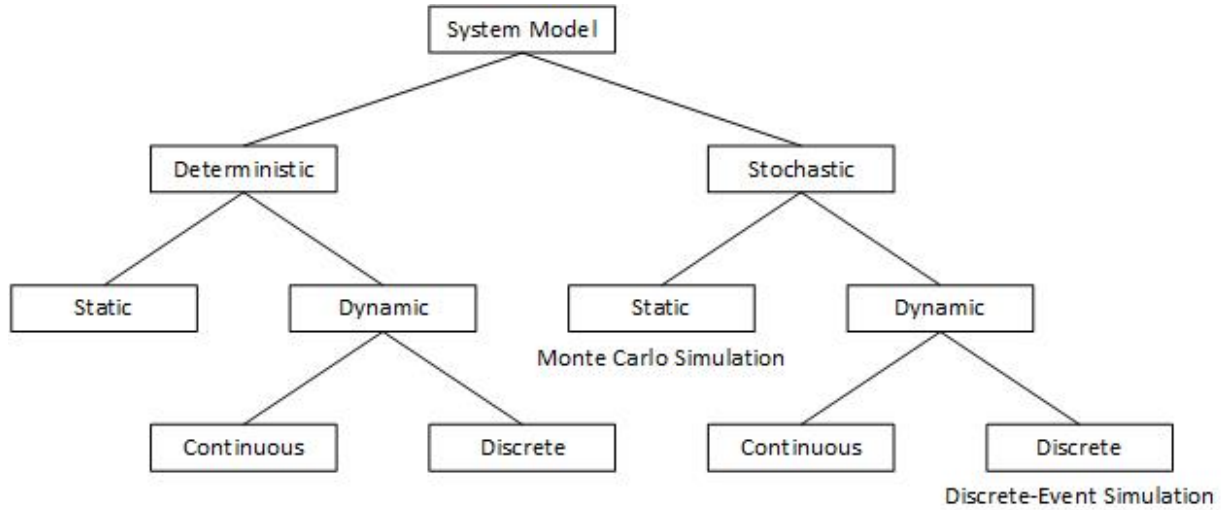 System Model
Deterministic
Stochastic
Static
Dynamic
Static
Dynamic
Monte Carlo Simulation
Continuous
Discrete
Continuous
Discrete
Discrete-Event Simulation